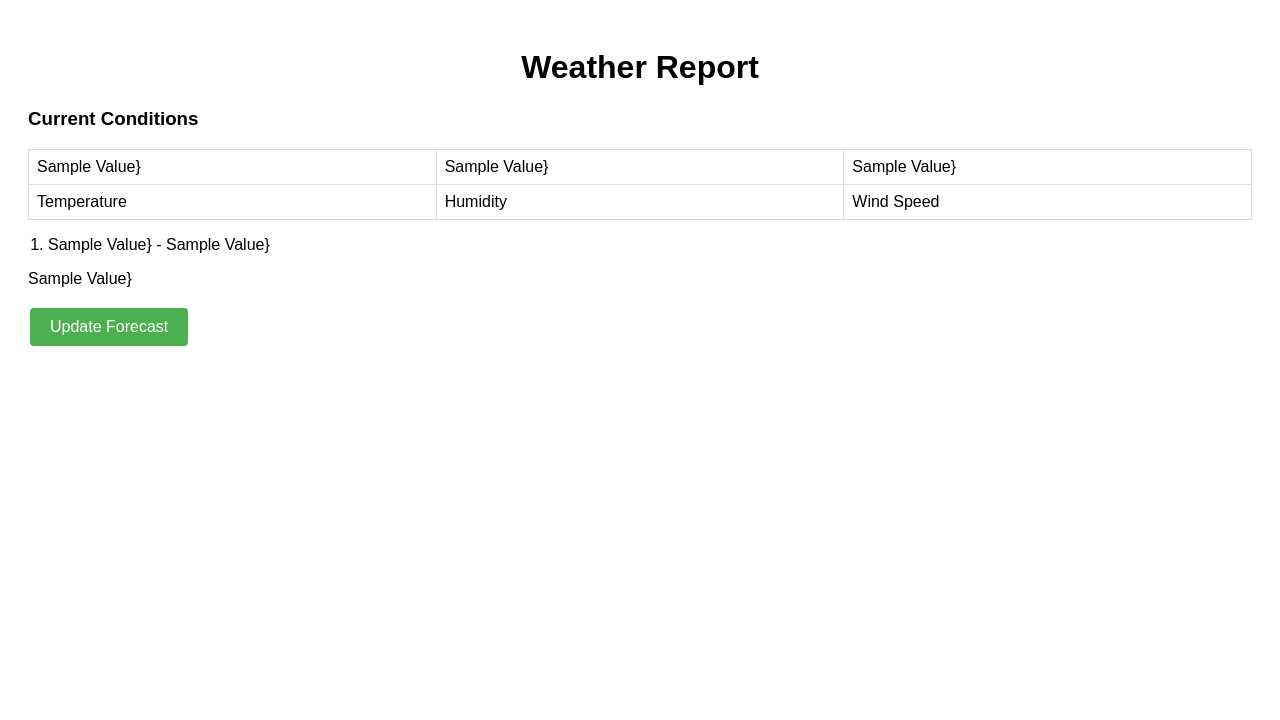 Weather Report
Current Conditions
Sample Value} Sample Value} Sample Value}
Temperature Humidity Wind Speed
1. Sample Value} - Sample Value}
Sample Value}
Update Forecast